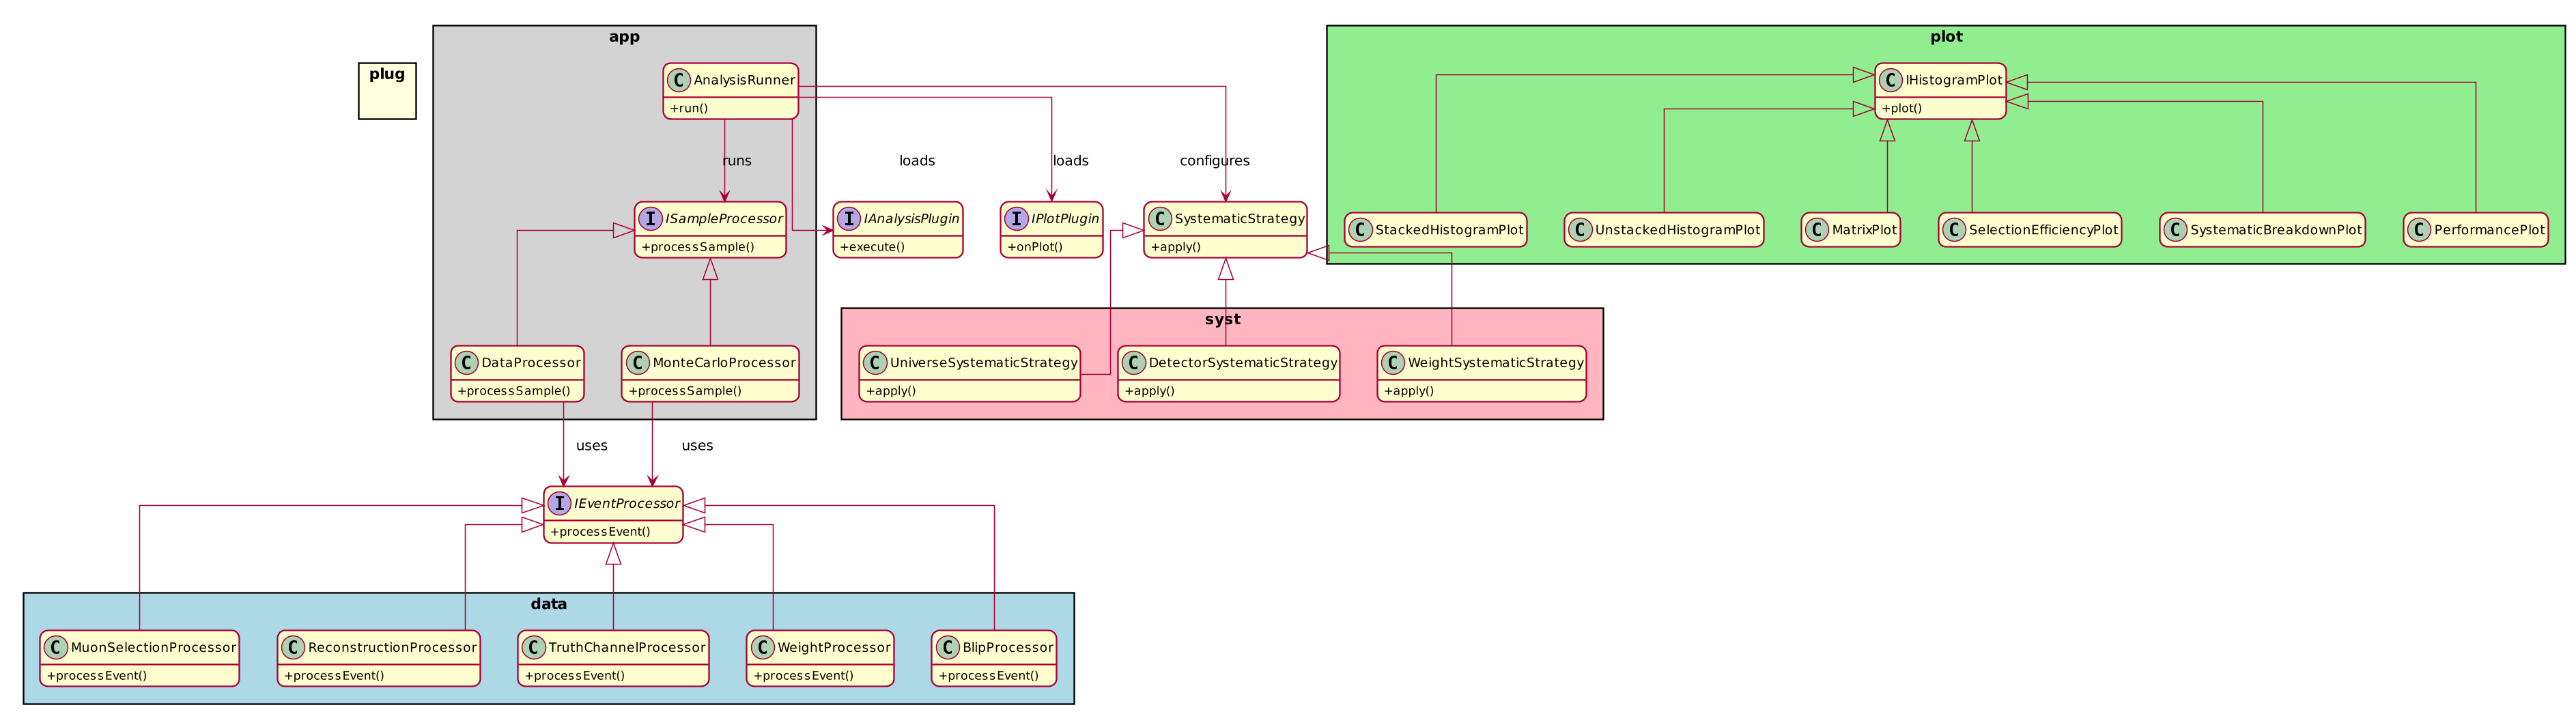 plug
app
C AnalysisRunner
+run()
runs
loads
loads
configures
I ISampleProcessor
+processSample()
I IAnalysisPlugin
+execute()
I IPlotPlugin
+onPlot()
C SystematicStrategy
+apply()
C DataProcessor
+processSample()
C MonteCarloProcessor
+processSample()
plot
C IHistogramPlot
+plot()
C StackedHistogramPlot
C UnstackedHistogramPlot
C MatrixPlot
C SelectionEfficiencyPlot
C SystematicBreakdownPlot
C PerformancePlot
syst
C UniverseSystematicStrategy
+apply()
C DetectorSystematicStrategy
+apply()
C WeightSystematicStrategy
+apply()
uses
uses
I IEventProcessor
+processEvent()
data
C MuonSelectionProcessor
+processEvent()
C ReconstructionProcessor
+processEvent()
C TruthChannelProcessor
+processEvent()
C WeightProcessor
+processEvent()
C BlipProcessor
+processEvent()